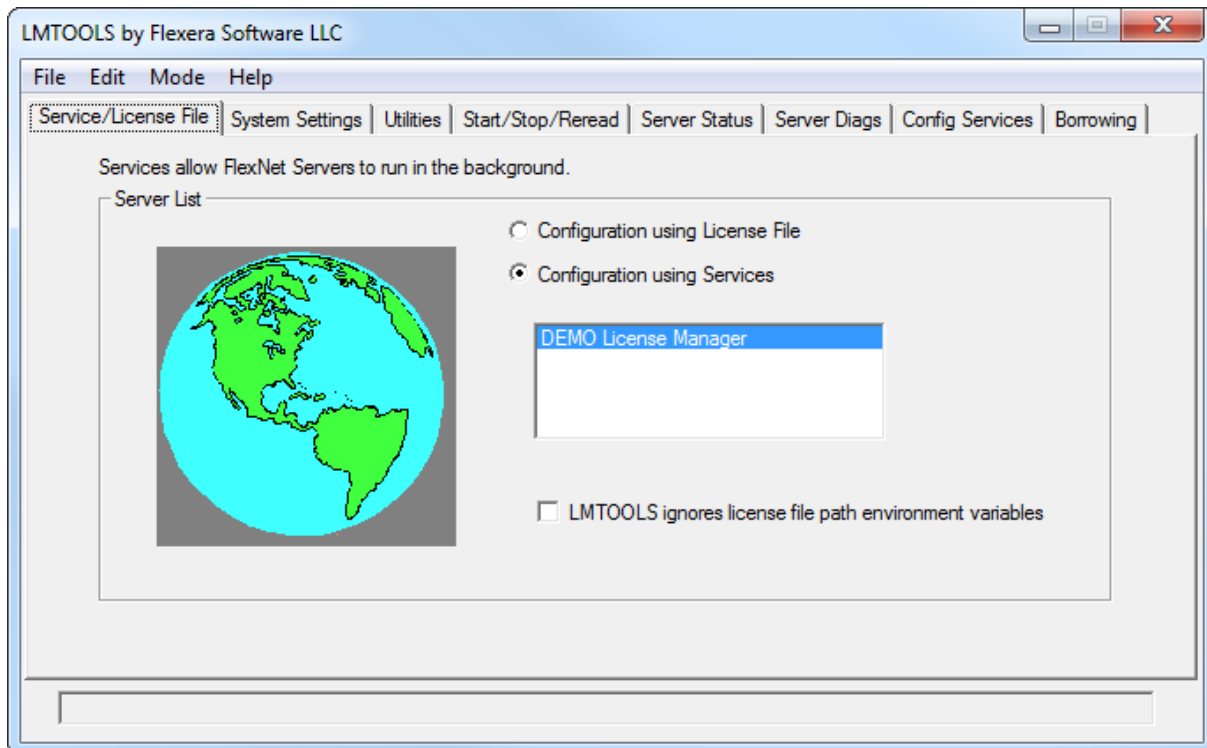 LMTOOLS by Flexera Software LLC
File Edit Mode Help
Service/License File System Settings Utilities Start/Stop/Reread Server Status Server Diags Config Services Borrowing
Services allow FlexNet Servers to run in the background.
Server List
Configuration using License File
Configuration using Services
DEMO License Manager
LMTOOLS ignores license file path environment variables